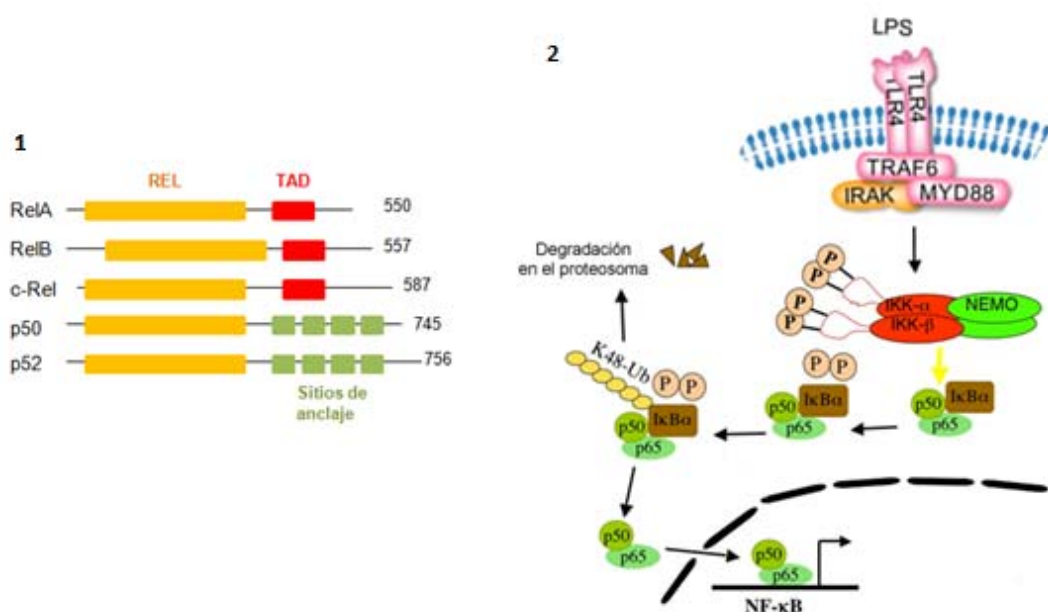 1
REL TAD
RelA 550
RelB 557
c-Rel 587
p50 745
p52 756
Sitios de
anclaje
2
LPS
TLR4 TLR4
TRAF6
IRAK MYD88
Degradación
en el proteosoma
P P
P P
IKK-α NEMO
IKK-β
K48-Ub
P P
P P
p50 IκBα
p65
p50 IκBα
p65
p50 IκBα
p65
p50
p65
p50
p65
NF-κB